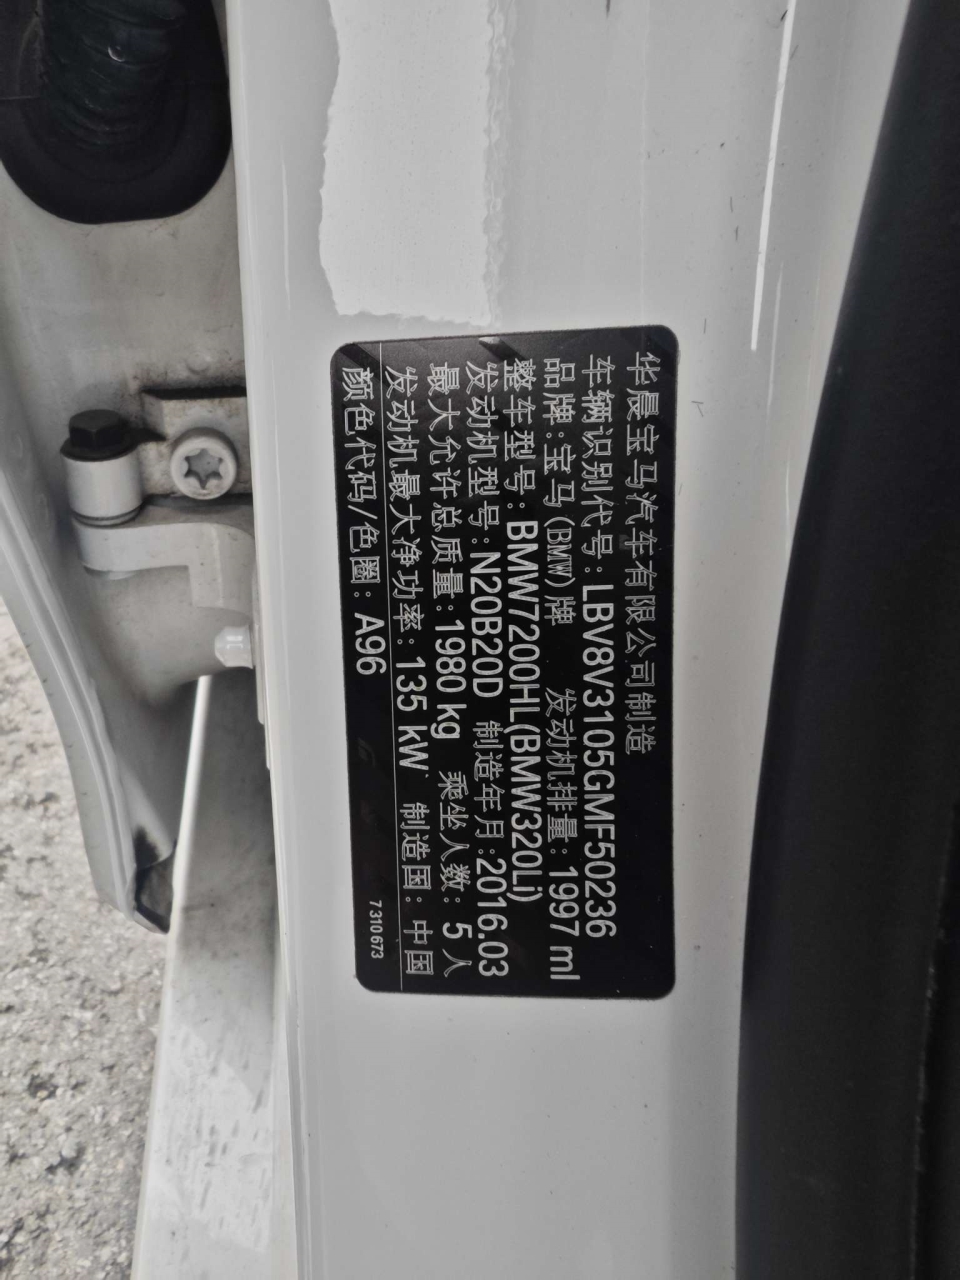 华晨宝马汽车有限公司制造
车辆识别代号: LBV8V3105GMF50236
品牌:宝马(BMW)牌 发动机排量: 1997 ml
整车型号: BMW7200HL(BMW320Li)
发动机型号: N20B20D 制造年月:2016.03
最大允许总质量:1980 kg 乘坐人数: 5 人
发动机最大净功率: 135 kW 制造国: 中国
颜色代码/色圈: A96
7 310 673